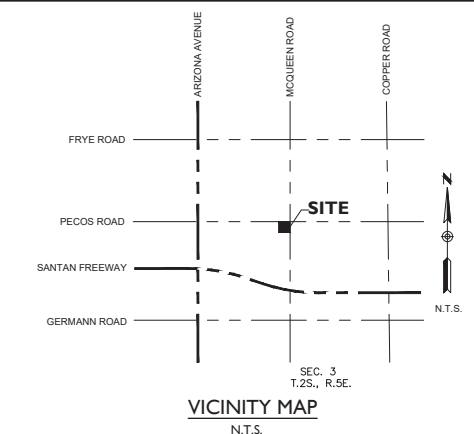 ARIZONA AVENUE
MCQUEEN ROAD
COPPER ROAD
FRYE ROAD
N
SITE
PECOS ROAD
SANTAN FREEWAY
N.T.S.
GERMANN ROAD
SEC. 3
T.2S., R.5E.
VICINITY MAP
N.T.S.